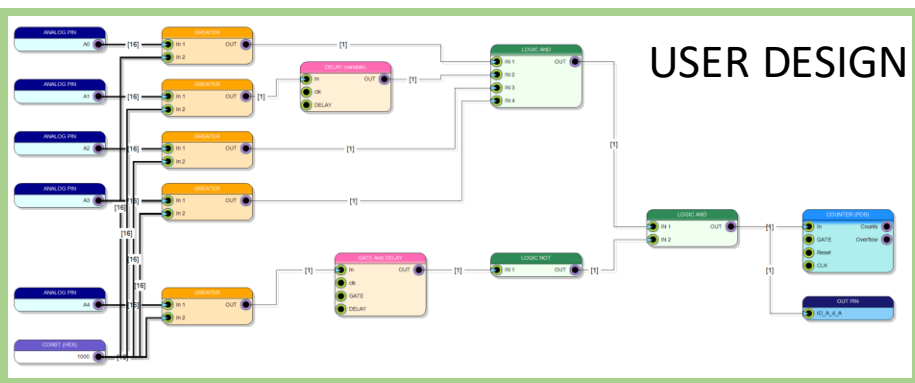 USER DESIGN
ANALOG PIN
A0
[16]
GREATER
In 1 OUT
In 2
[1]
ANALOG PIN
A1
[16]
GREATER
In 1 OUT
In 2
[1]
DELAY (variable)
In OUT
clk
DELAY
[1]
LOGIC AND
IN 1 OUT
IN 2
IN 3
IN 4
[1]
ANALOG PIN
A2
[16]
GREATER
In 1 OUT
In 2
[1]
ANALOG PIN
A3
[16]
GREATER
In 1 OUT
In 2
[1]
[16]
[16]
[16]
[16]
ANALOG PIN
A4
[16]
GREATER
In 1 OUT
In 2
[1]
GATE And DELAY
In OUT
clk
GATE
DELAY
[1]
LOGIC NOT
IN 1 OUT
[1]
LOGIC AND
IN 1 OUT
IN 2
[1]
[1]
COUNTER (POS)
In Counts
GATE Overflow
Reset
CLK
OUT PIN
IO_A_4_A
CONST (HEX)
1000
[16]